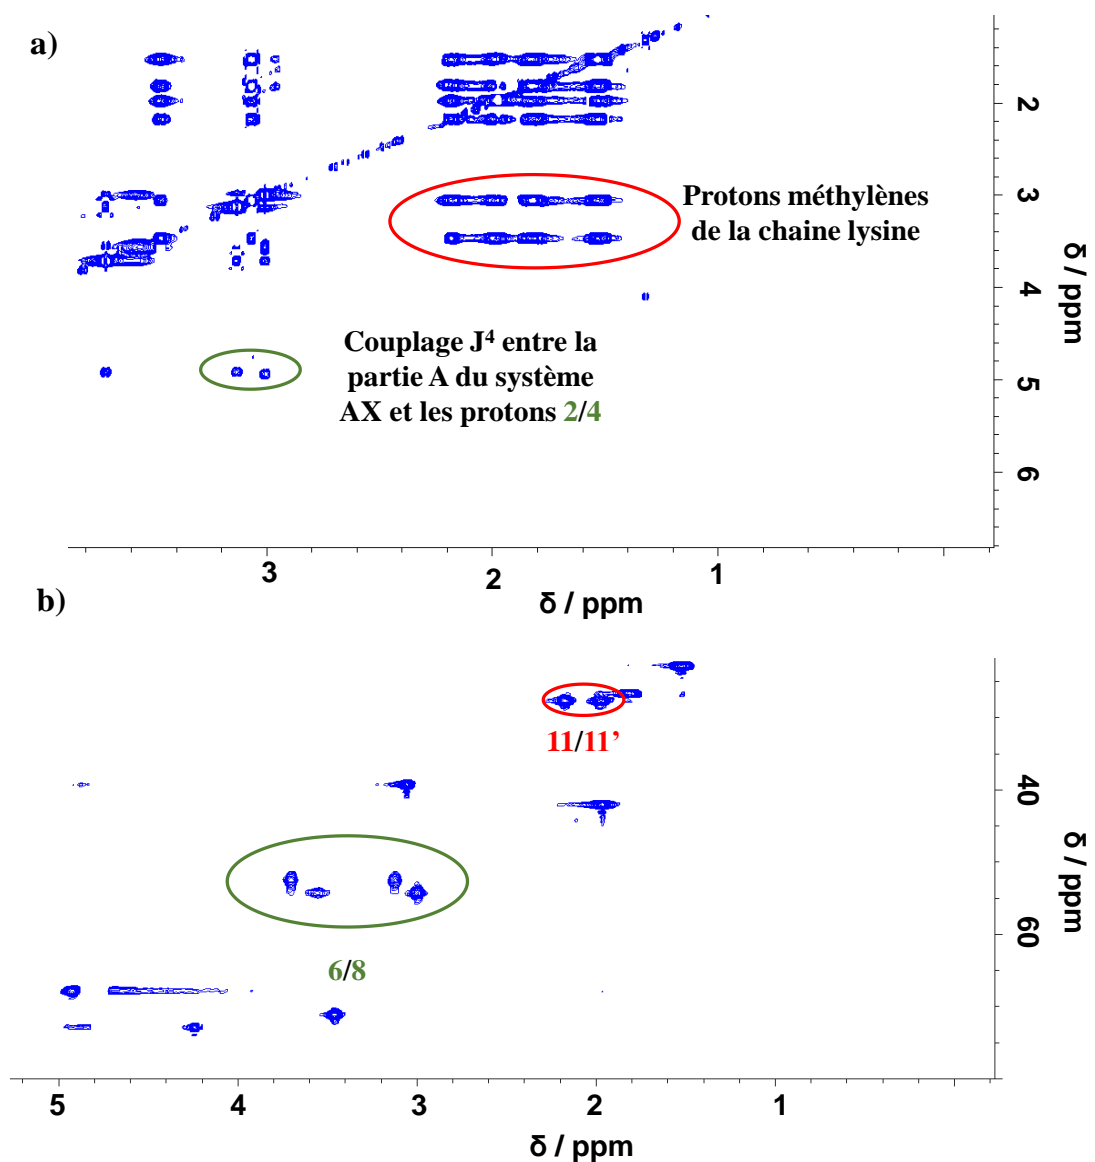 a)
2
3
4
5
6
δ / ppm
Protons méthylènes
de la chaine lysine
Couplage J⁴ entre la
partie A du système
AX et les protons 2/4
3
2
1
δ / ppm
b)
11/11’
40
60
δ / ppm
6/8
5
4
3
2
1
δ / ppm